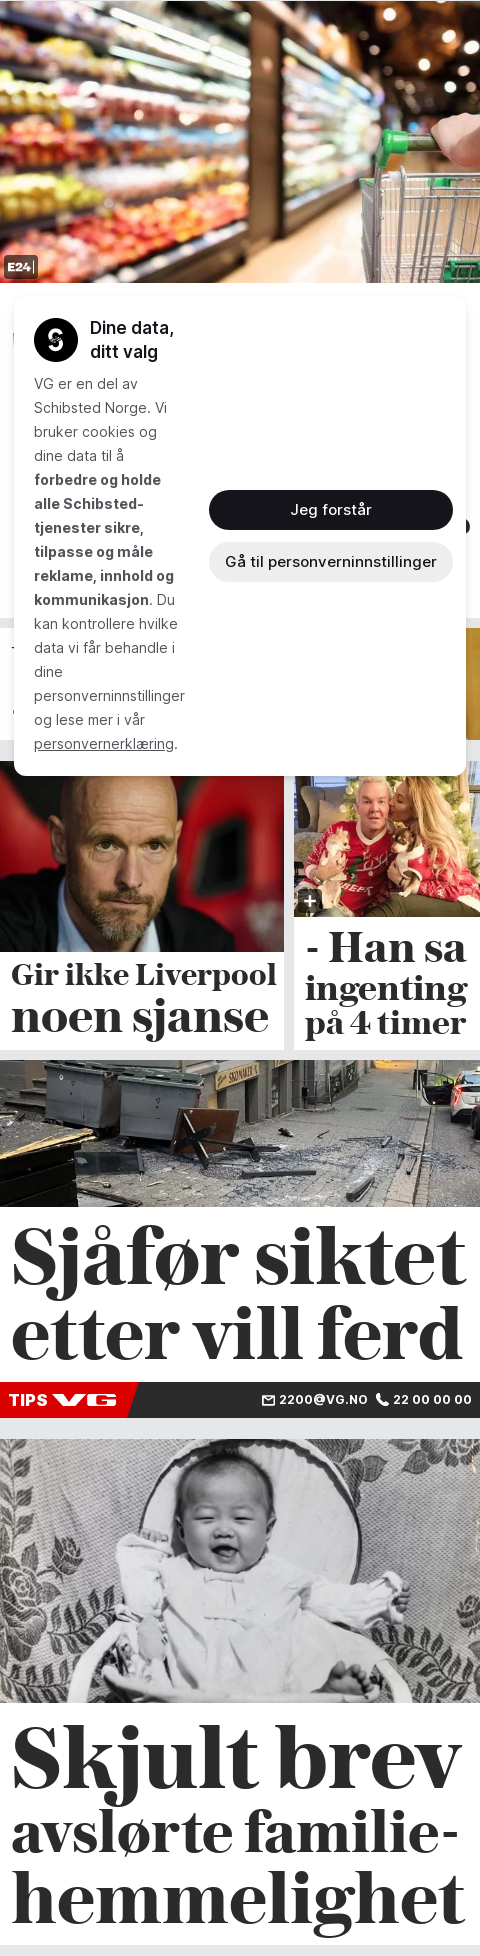 E24
Dine data,
ditt valg
VG er en del av
Schibsted Norge. Vi
bruker cookies og
dine data til å
forbedre og holde
alle Schibsted-
tjenester sikre,
tilpasse og måle
reklame, innhold og
kommunikasjon. Du
kan kontrollere hvilke
data vi får behandle i
dine
personverninnstillinger
og lese mer i vår
personvernerklæring.
Jeg forstår
Gå til personverninnstillinger
Gir ikke Liverpool
noen sjanse
- Han sa
ingenting
på 4 timer
SKOMAKER
Sjåfør siktet
etter vill ferd
TIPS VG 2200@VG.NO 22 00 00 00
Skjult brev
avslørte familie-
hemmelighet